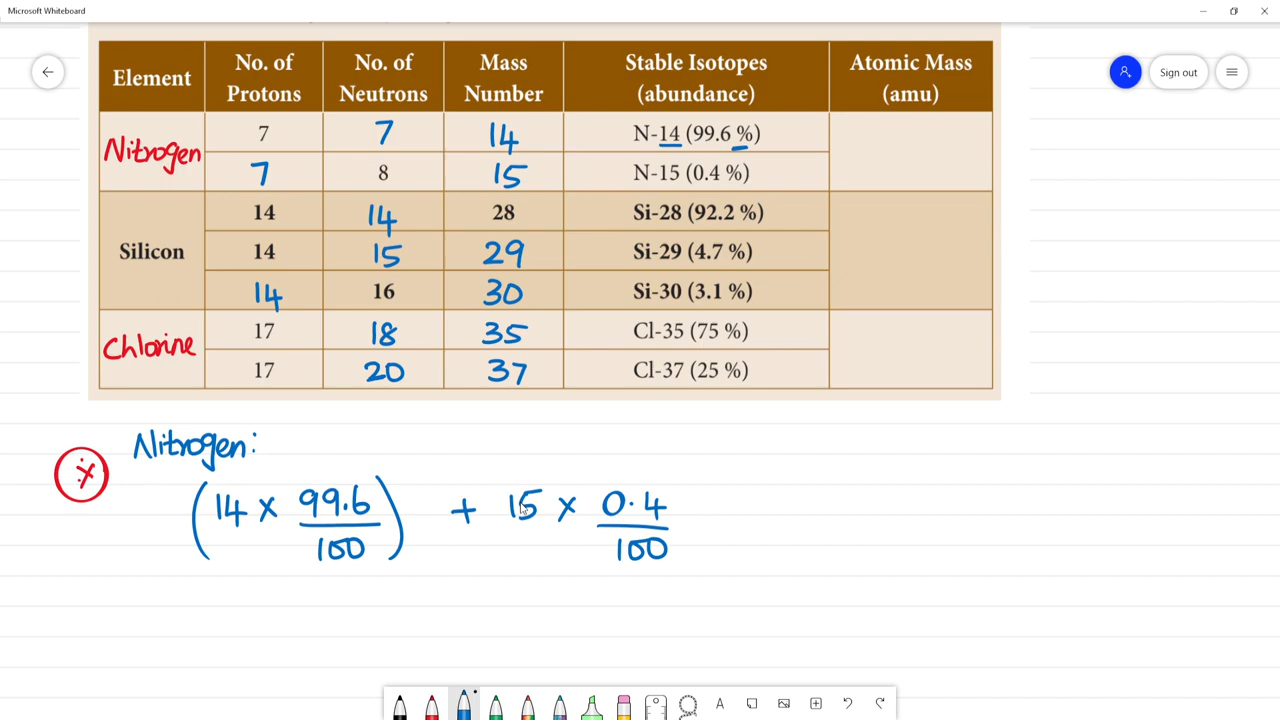 Microsoft Whiteboard
Sign out
Element No. of Protons No. of Neutrons Mass Number Stable Isotopes (abundance) Atomic Mass (amu)
Nitrogen 7 7 14 N-14 (99.6 %)
7 8 15 N-15 (0.4 %)
Silicon 14 14 28 Si-28 (92.2 %)
14 15 29 Si-29 (4.7 %)
14 16 30 Si-30 (3.1 %)
Chlorine 17 18 35 Cl-35 (75 %)
17 20 37 Cl-37 (25 %)
Nitrogen:
(14 × 99.6/100) + 15 × 0.4/100
A